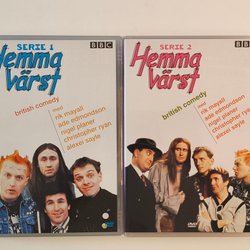 SERIE 1
BBC
Hemma
värst
british comedy
med
rik mayall
ade edmondson
nigel planer
christopher ryan
alexei sayle
SERIE 2
BBC
Hemma
värst
british comedy
med
rik mayall
ade edmondson
nigel planer
christopher ryan
alexei sayle
DVD